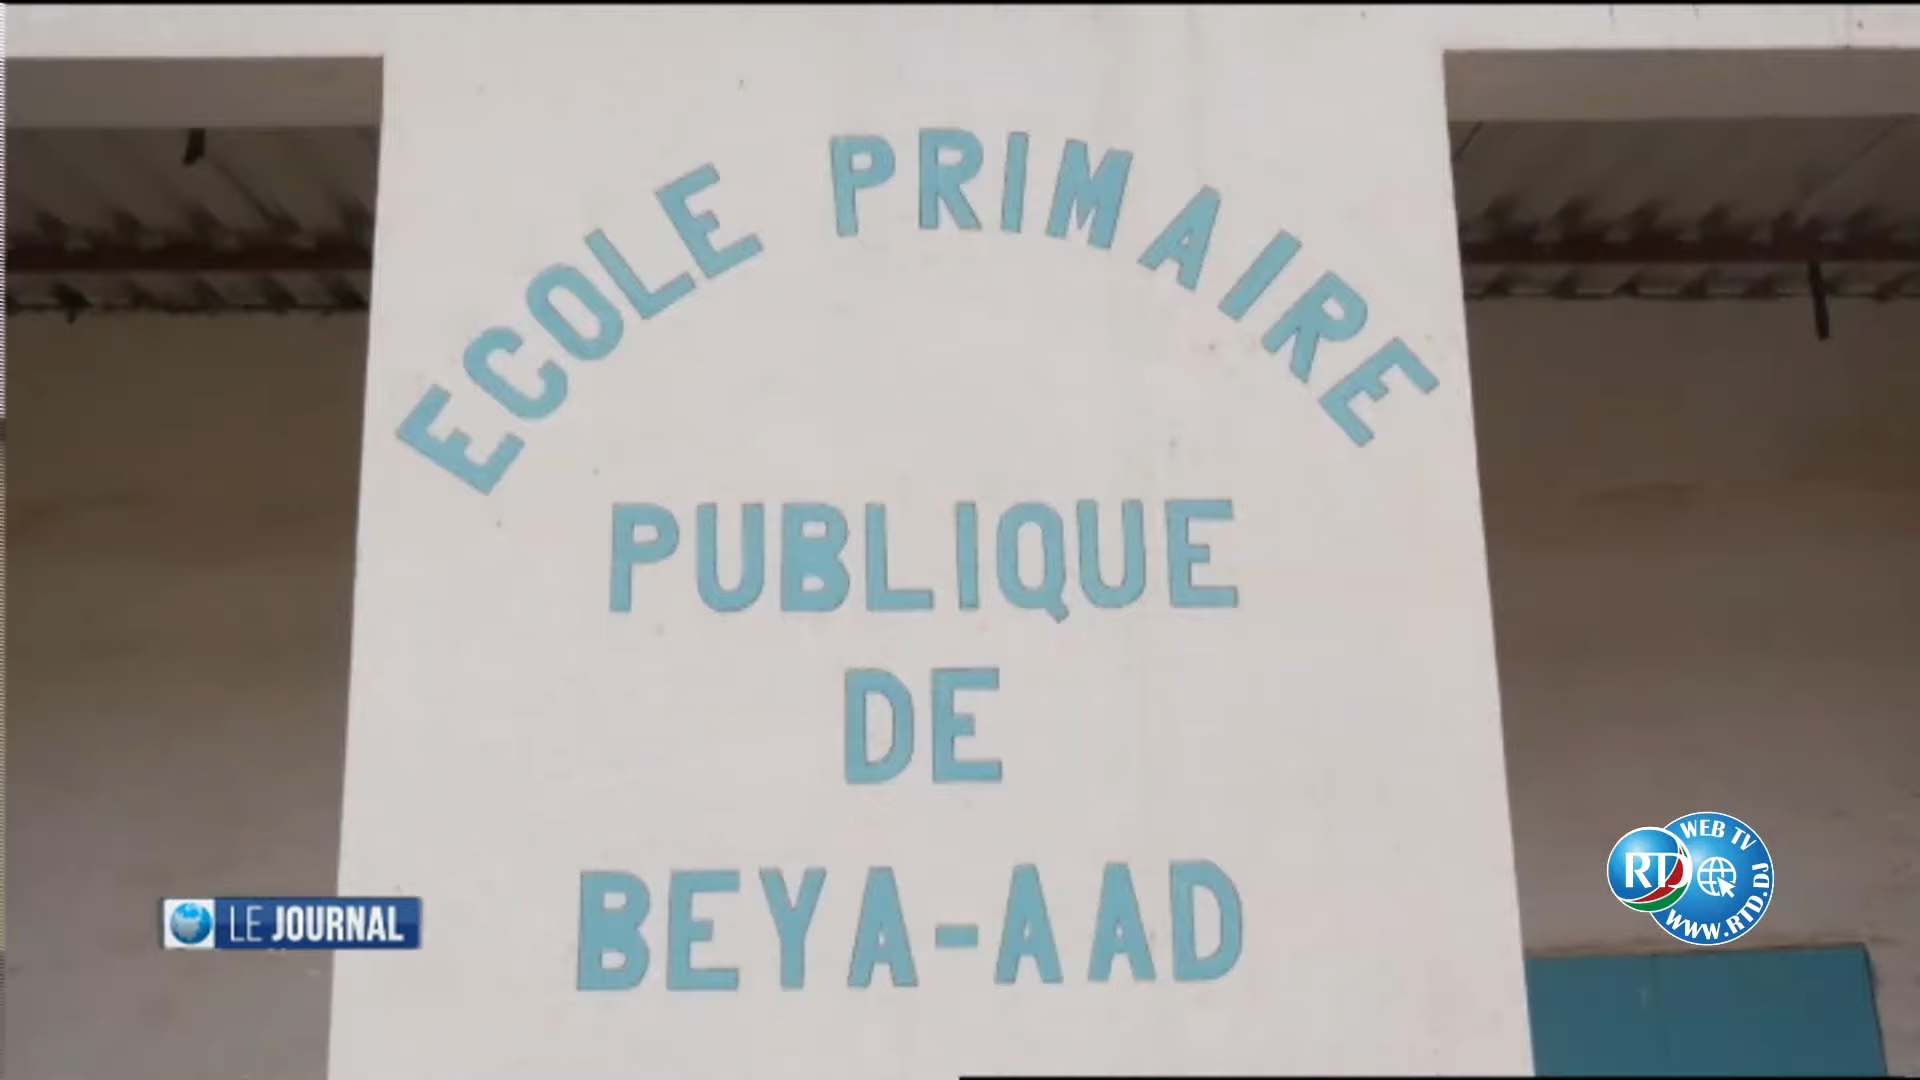 ECOLE PRIMAIRE
PUBLIQUE
DE
BEYA-AAD
LE JOURNAL
WEB TV
RTD
WWW.RTD.DJ